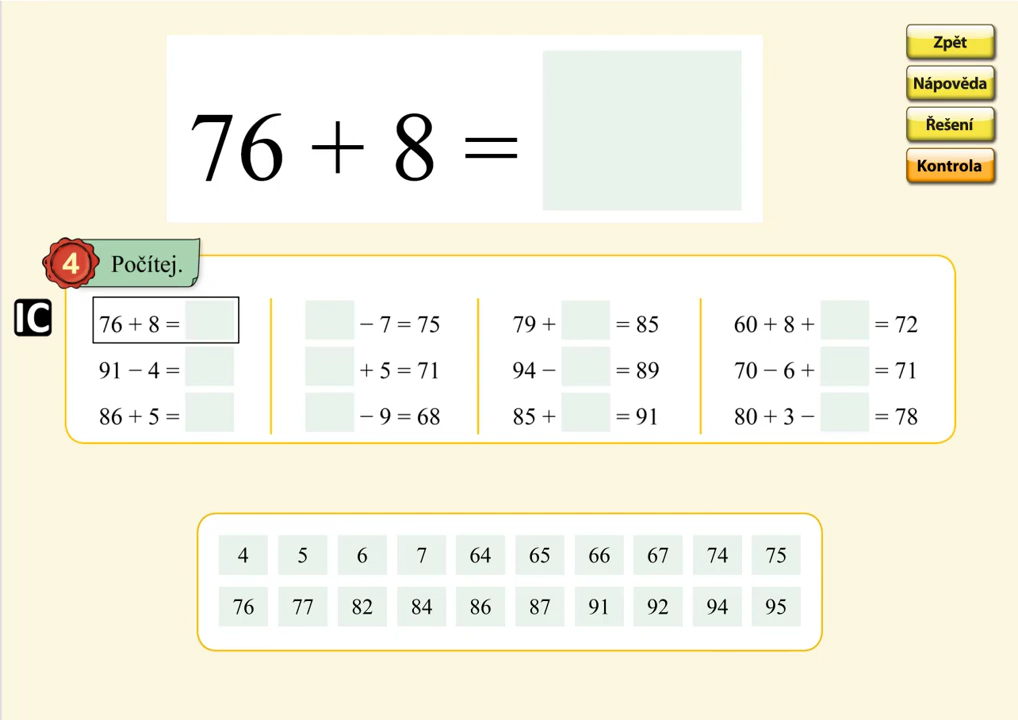 76 + 8 =
Zpět
Nápověda
Řešení
Kontrola
4 Počítej.
IC
76 + 8 = − 7 = 75 79 + = 85 60 + 8 + = 72
91 − 4 = + 5 = 71 94 − = 89 70 − 6 + = 71
86 + 5 = − 9 = 68 85 + = 91 80 + 3 − = 78
4 5 6 7 64 65 66 67 74 75
76 77 82 84 86 87 91 92 94 95